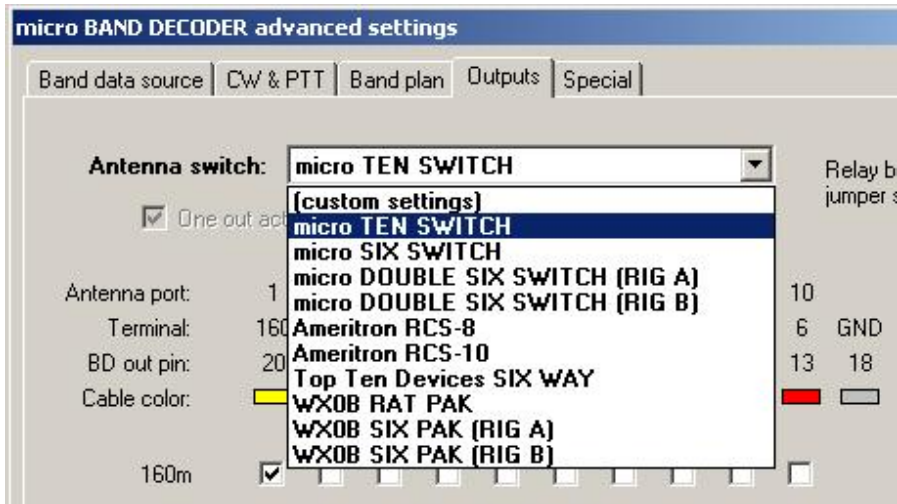 micro BAND DECODER advanced settings
Band data source CW & PTT Band plan Outputs Special
Antenna switch: micro TEN SWITCH
Relay b
jumper s
One out act
(custom settings)
micro TEN SWITCH
micro SIX SWITCH
micro DOUBLE SIX SWITCH (RIG A)
micro DOUBLE SIX SWITCH (RIG B)
Ameritron RCS-8
Ameritron RCS-10
Top Ten Devices SIX WAY
WX0B RAT PAK
WX0B SIX PAK (RIG A)
WX0B SIX PAK (RIG B)
Antenna port: 1 10
Terminal: 160 6 GND
BD out pin: 20 13 18
Cable color:
160m